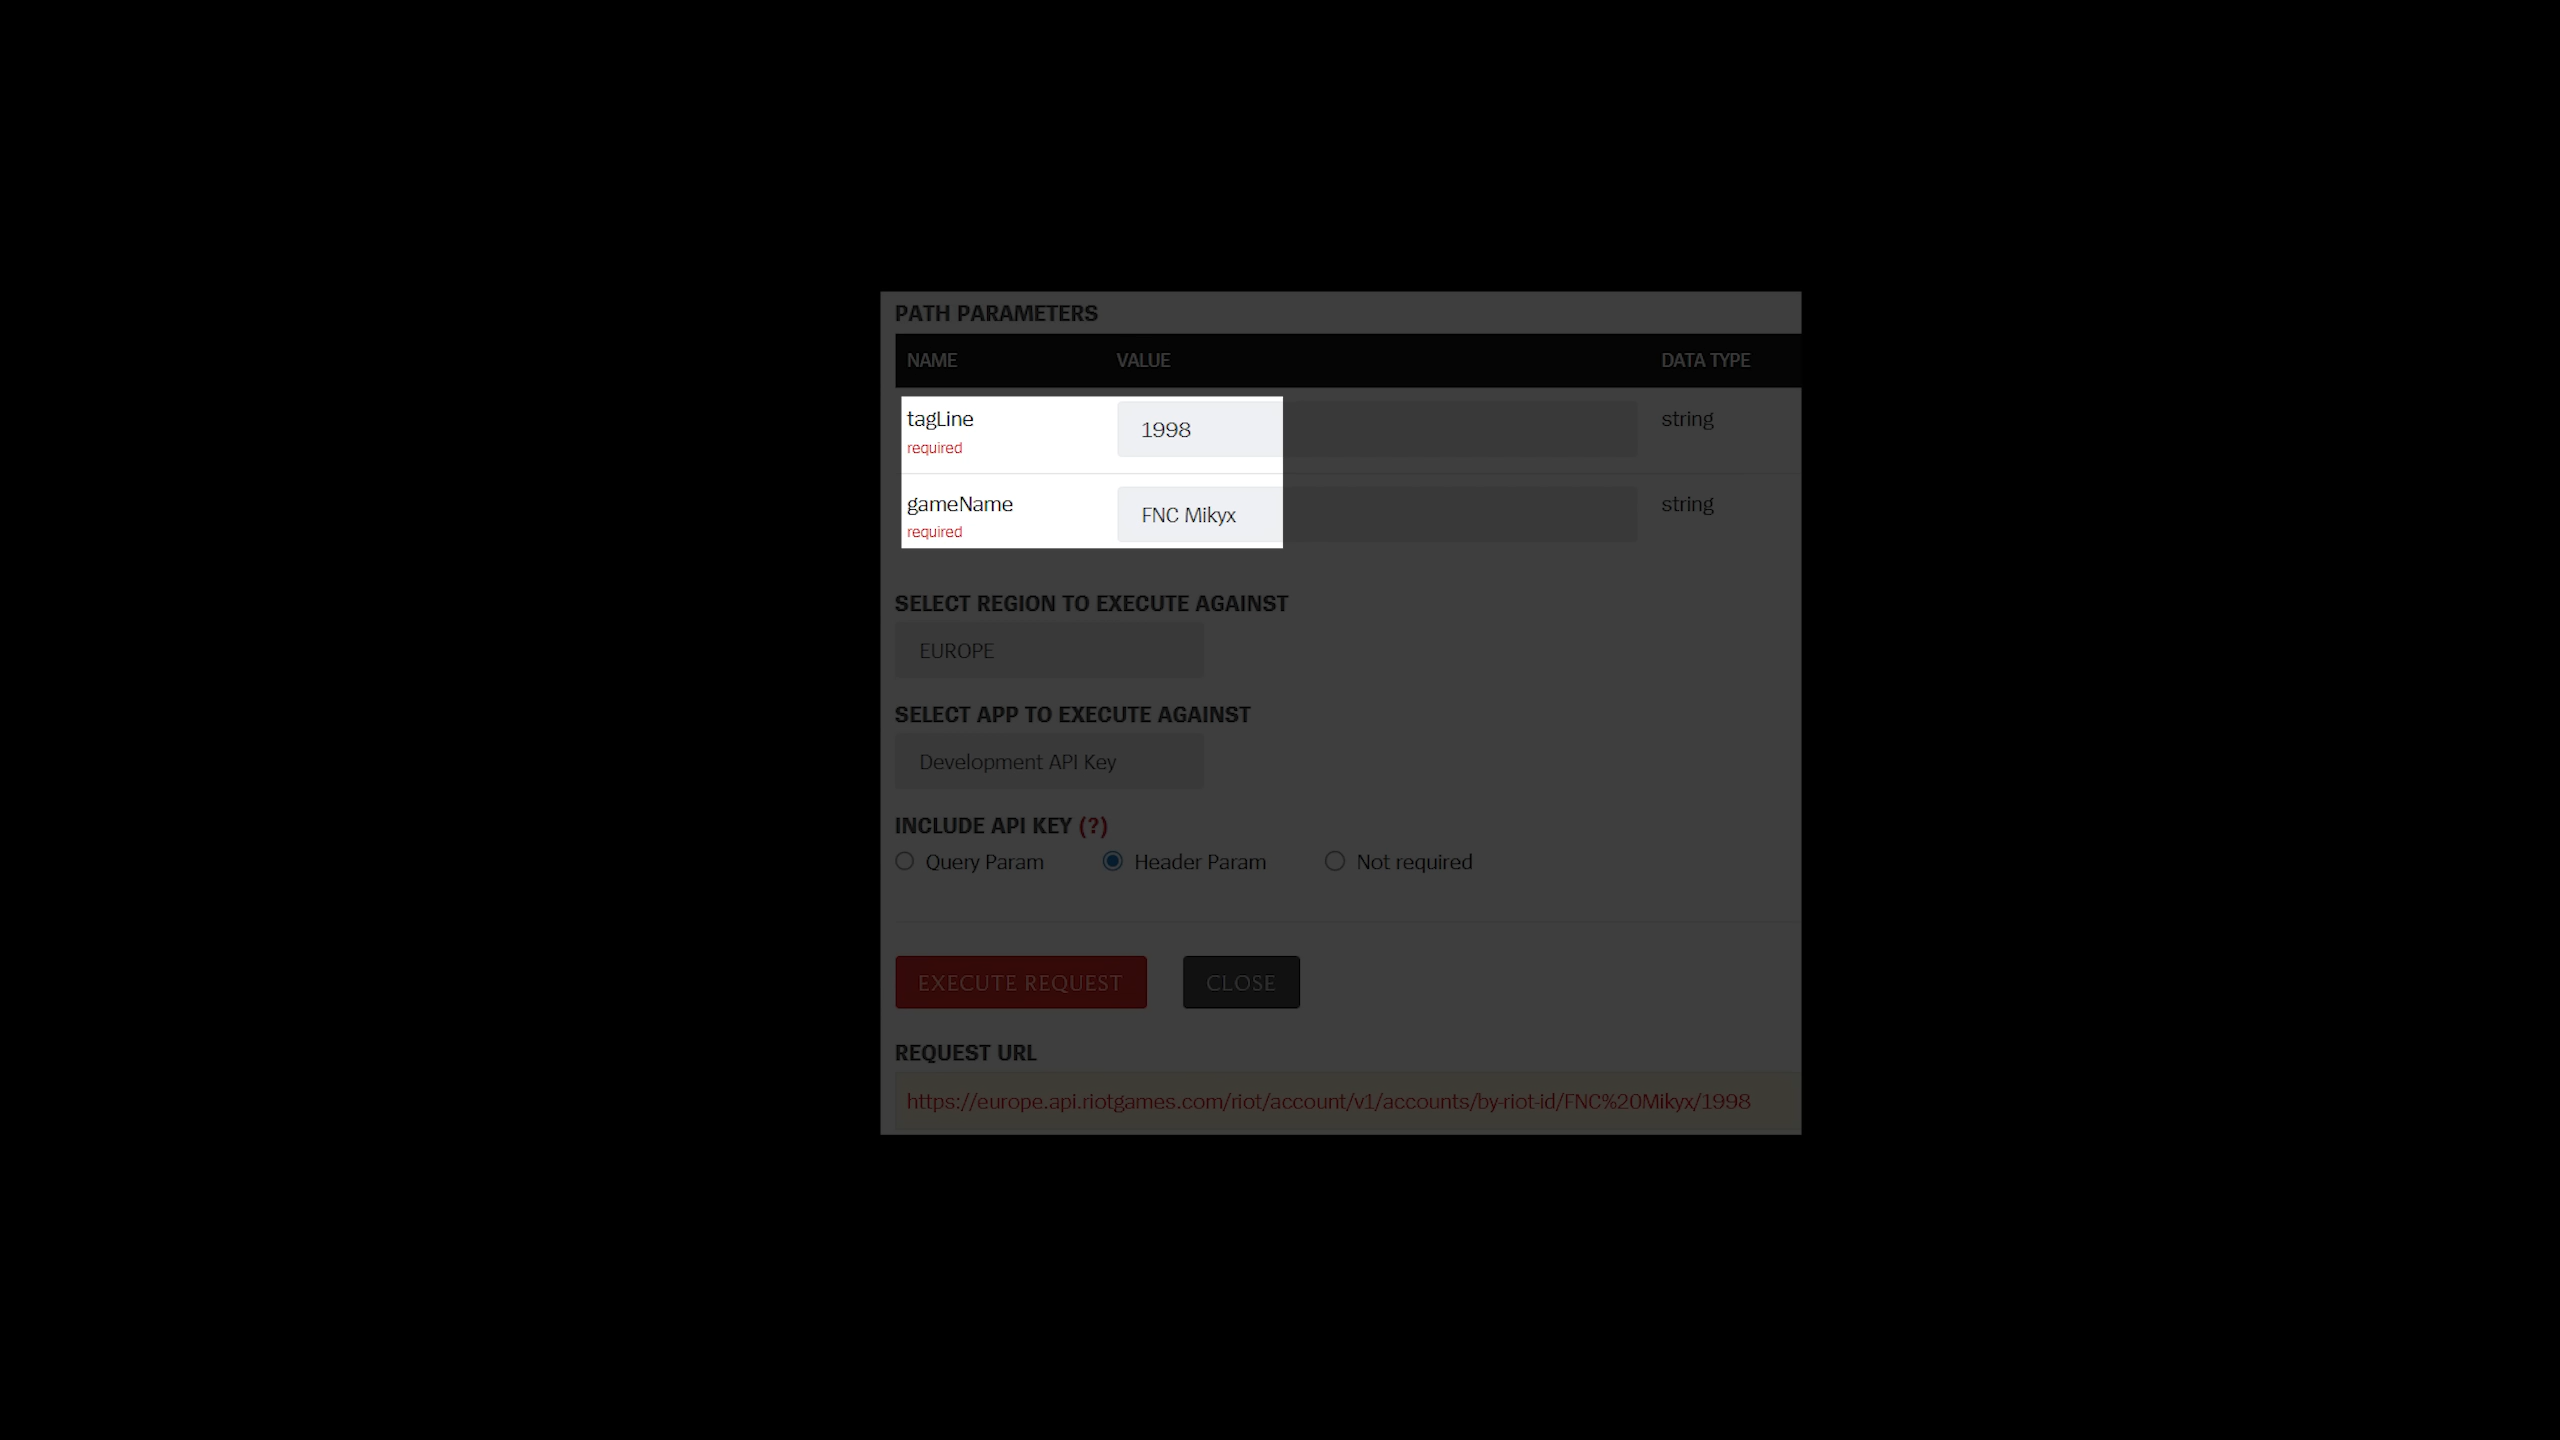 PATH PARAMETERS
NAME VALUE DATA TYPE
tagLine 1998 string
required
gameName FNC Mikyx string
required
SELECT REGION TO EXECUTE AGAINST
EUROPE
SELECT APP TO EXECUTE AGAINST
Development API Key
INCLUDE API KEY (?)
Query Param Header Param Not required
EXECUTE REQUEST CLOSE
REQUEST URL
https://europe.api.riotgames.com/riot/account/v1/accounts/by-riot-id/FNC%20Mikyx/1998